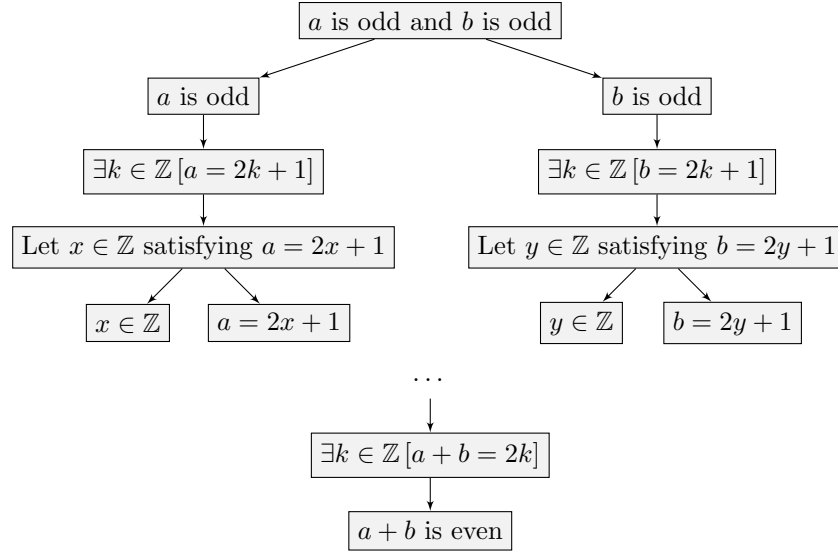 a is odd and b is odd
a is odd
b is odd
∃k ∈ ℤ [a = 2k + 1]
∃k ∈ ℤ [b = 2k + 1]
Let x ∈ ℤ satisfying a = 2x + 1
Let y ∈ ℤ satisfying b = 2y + 1
x ∈ ℤ
a = 2x + 1
y ∈ ℤ
b = 2y + 1
...
∃k ∈ ℤ [a + b = 2k]
a + b is even